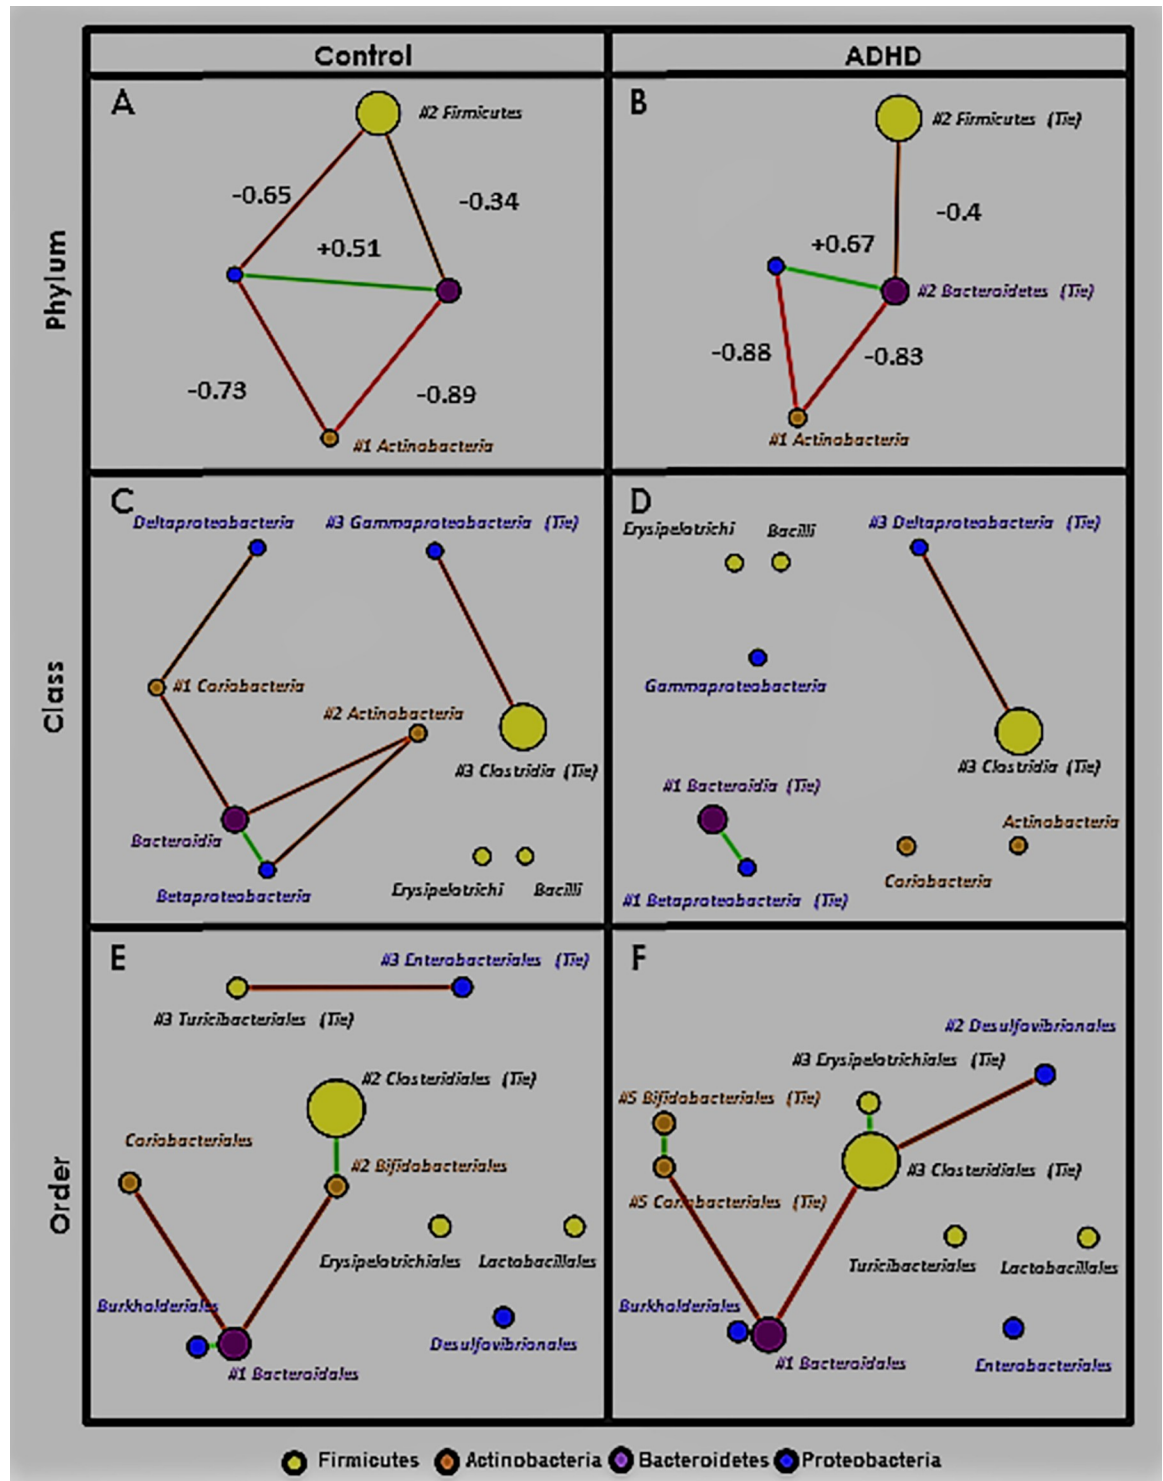 Control
ADHD
Phylum
A
#2 Firmicutes
-0.65
-0.34
+0.51
-0.73
-0.89
#1 Actinobacteria
B
#2 Firmicutes (Tie)
-0.4
+0.67
#2 Bacteroidetes (Tie)
-0.88
-0.83
#1 Actinobacteria
Class
C
Deltaproteobacteria
#3 Gammaproteobacteria (Tie)
#1 Coriobacteria
#2 Actinobacteria
#3 Clostridia (Tie)
Bacteroidia
Erysipelotrichi
Bacilli
Betaproteobacteria
D
Erysipelotrichi
Bacilli
#3 Deltaproteobacteria (Tie)
Gammaproteobacteria
#3 Clostridia (Tie)
#1 Bacteroidia (Tie)
Actinobacteria
Coriobacteria
#1 Betaproteobacteria (Tie)
Order
E
#3 Enterobacteriales (Tie)
#3 Turicibacteriales (Tie)
#2 Closteridiales (Tie)
Coriobacteriales
#2 Bifidobacteriales
Erysipelotrichiales
Lactobacillales
Burkholderiales
Desulfovibrionales
#1 Bacteroidales
F
#2 Desulfovibrionales
#3 Erysipelotrichiales (Tie)
#5 Bifidobacteriales (Tie)
#3 Closteridiales (Tie)
#5 Coriobacteriales (Tie)
Turicibacteriales
Lactobacillales
Burkholderiales
#1 Bacteroidales
Enterobacteriales
Firmicutes
Actinobacteria
Bacteroidetes
Proteobacteria